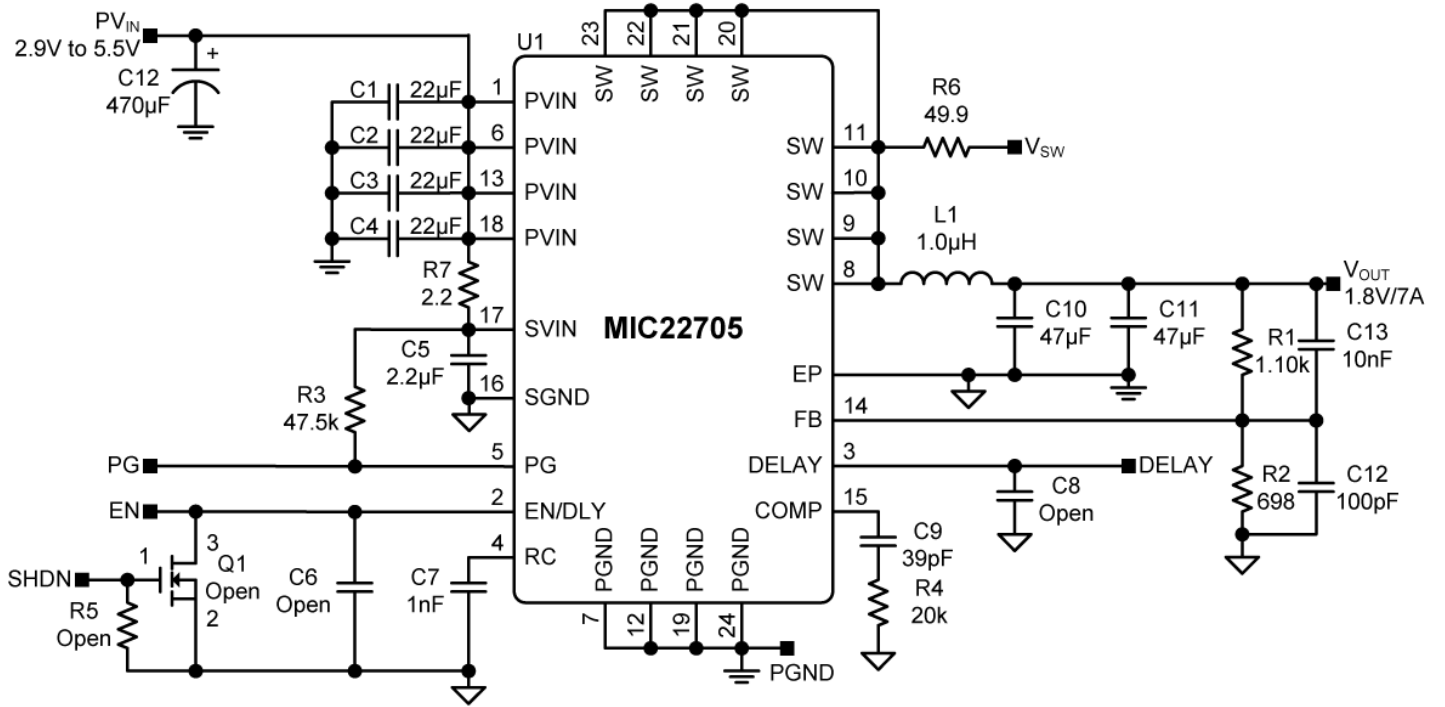 PVIN
2.9V to 5.5V
+
C12
470µF
U1
23
22
21
20
SW
SW
SW
SW
C1
22µF
1
PVIN
C2
22µF
6
PVIN
C3
22µF
13
PVIN
C4
22µF
18
PVIN
R7
2.2
17
SVIN
C5
2.2µF
16
SGND
R3
47.5k
PG
5
PG
EN
2
EN/DLY
4
RC
SHDN
1
3
Q1
Open
2
R5
Open
C6
Open
C7
1nF
MIC22705
SW
11
R6
49.9
VSW
SW
10
SW
9
SW
8
L1
1.0µH
VOUT
1.8V/7A
C10
47µF
C11
47µF
R1
1.10k
C13
10nF
EP
FB
14
DELAY
3
DELAY
C8
Open
R2
698
C12
100pF
COMP
15
C9
39pF
R4
20k
PGND
PGND
PGND
PGND
7
12
19
24
PGND